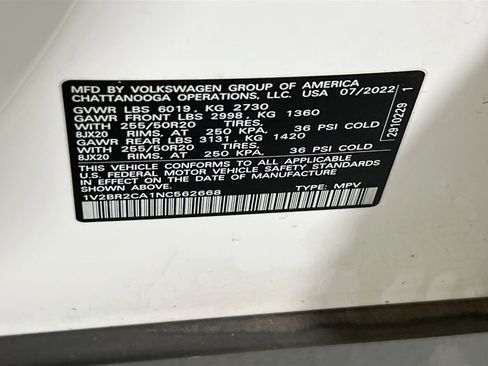 MFD BY VOLKSWAGEN GROUP OF AMERICA
CHATTANOOGA OPERATIONS, LLC. USA 07/2022
GVWR LBS 6019, KG 2730
GAWR FRONT LBS 2998, KG 1360
WITH 255/50R20 TIRES,
8JX20 RIMS, AT 250 KPA, 36 PSI COLD
GAWR REAR LBS 3131, KG 1420
WITH 255/50R20 TIRES,
8JX20 RIMS, AT 250 KPA, 36 PSI COLD
THIS VEHICLE CONFORMS TO ALL APPLICABLE
U.S. FEDERAL MOTOR VEHICLE SAFETY STANDARDS
IN EFFECT ON THE DATE OF MANUFACTURE
SHOWN ABOVE
1V2BR2CA1NC562668 TYPE: MPV
2910229 1